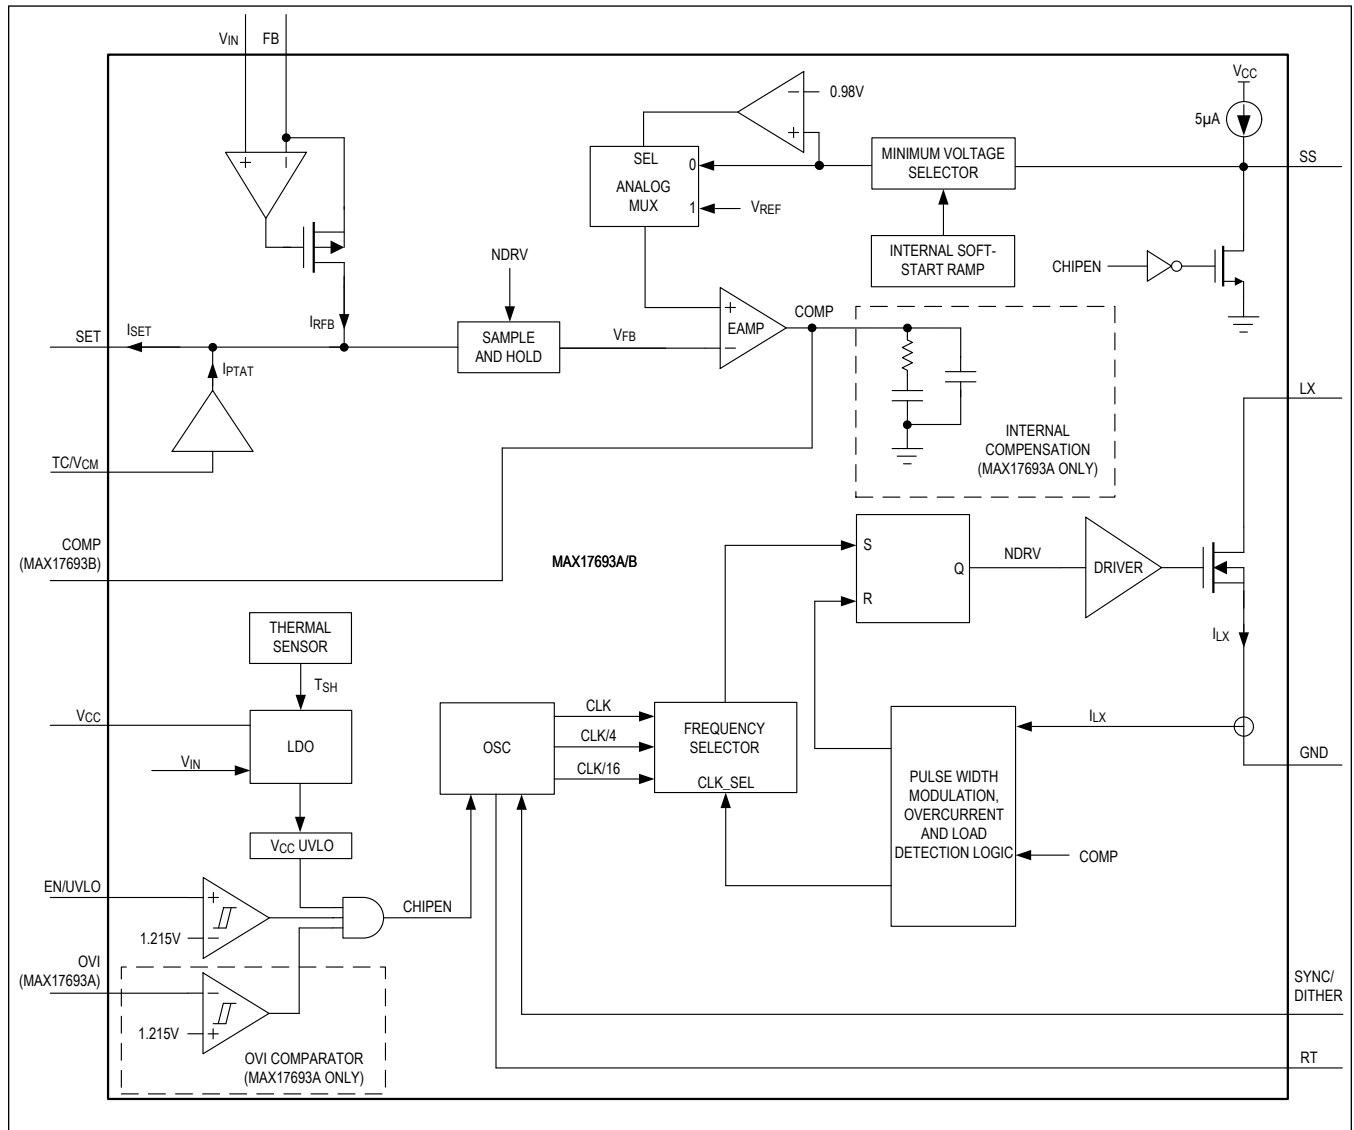 VIN FB
VCC
0.98V
5µA
+ −
−
+
SEL
ANALOG
MUX
0
1
MINIMUM VOLTAGE
SELECTOR
SS
VREF
INTERNAL SOFT-
START RAMP
CHIPEN
NDRV
IRFB
SET
ISET
SAMPLE
AND HOLD
VFB
+
−
EAMP
COMP
IPTAT
LX
INTERNAL
COMPENSATION
(MAX17693A ONLY)
TC/VCM
COMP
(MAX17693B)
MAX17693A/B
S
R
Q
NDRV
DRIVER
ILX
THERMAL
SENSOR
TSH
VCC
LDO
VIN
OSC
CLK
CLK/4
CLK/16
FREQUENCY
SELECTOR
CLK_SEL
ILX
GND
PULSE WIDTH
MODULATION,
OVERCURRENT
AND LOAD
DETECTION LOGIC
COMP
VCC UVLO
EN/UVLO
+
1.215V −
CHIPEN
OVI
(MAX17693A)
−
1.215V +
OVI COMPARATOR
(MAX17693A ONLY)
SYNC/
DITHER
RT